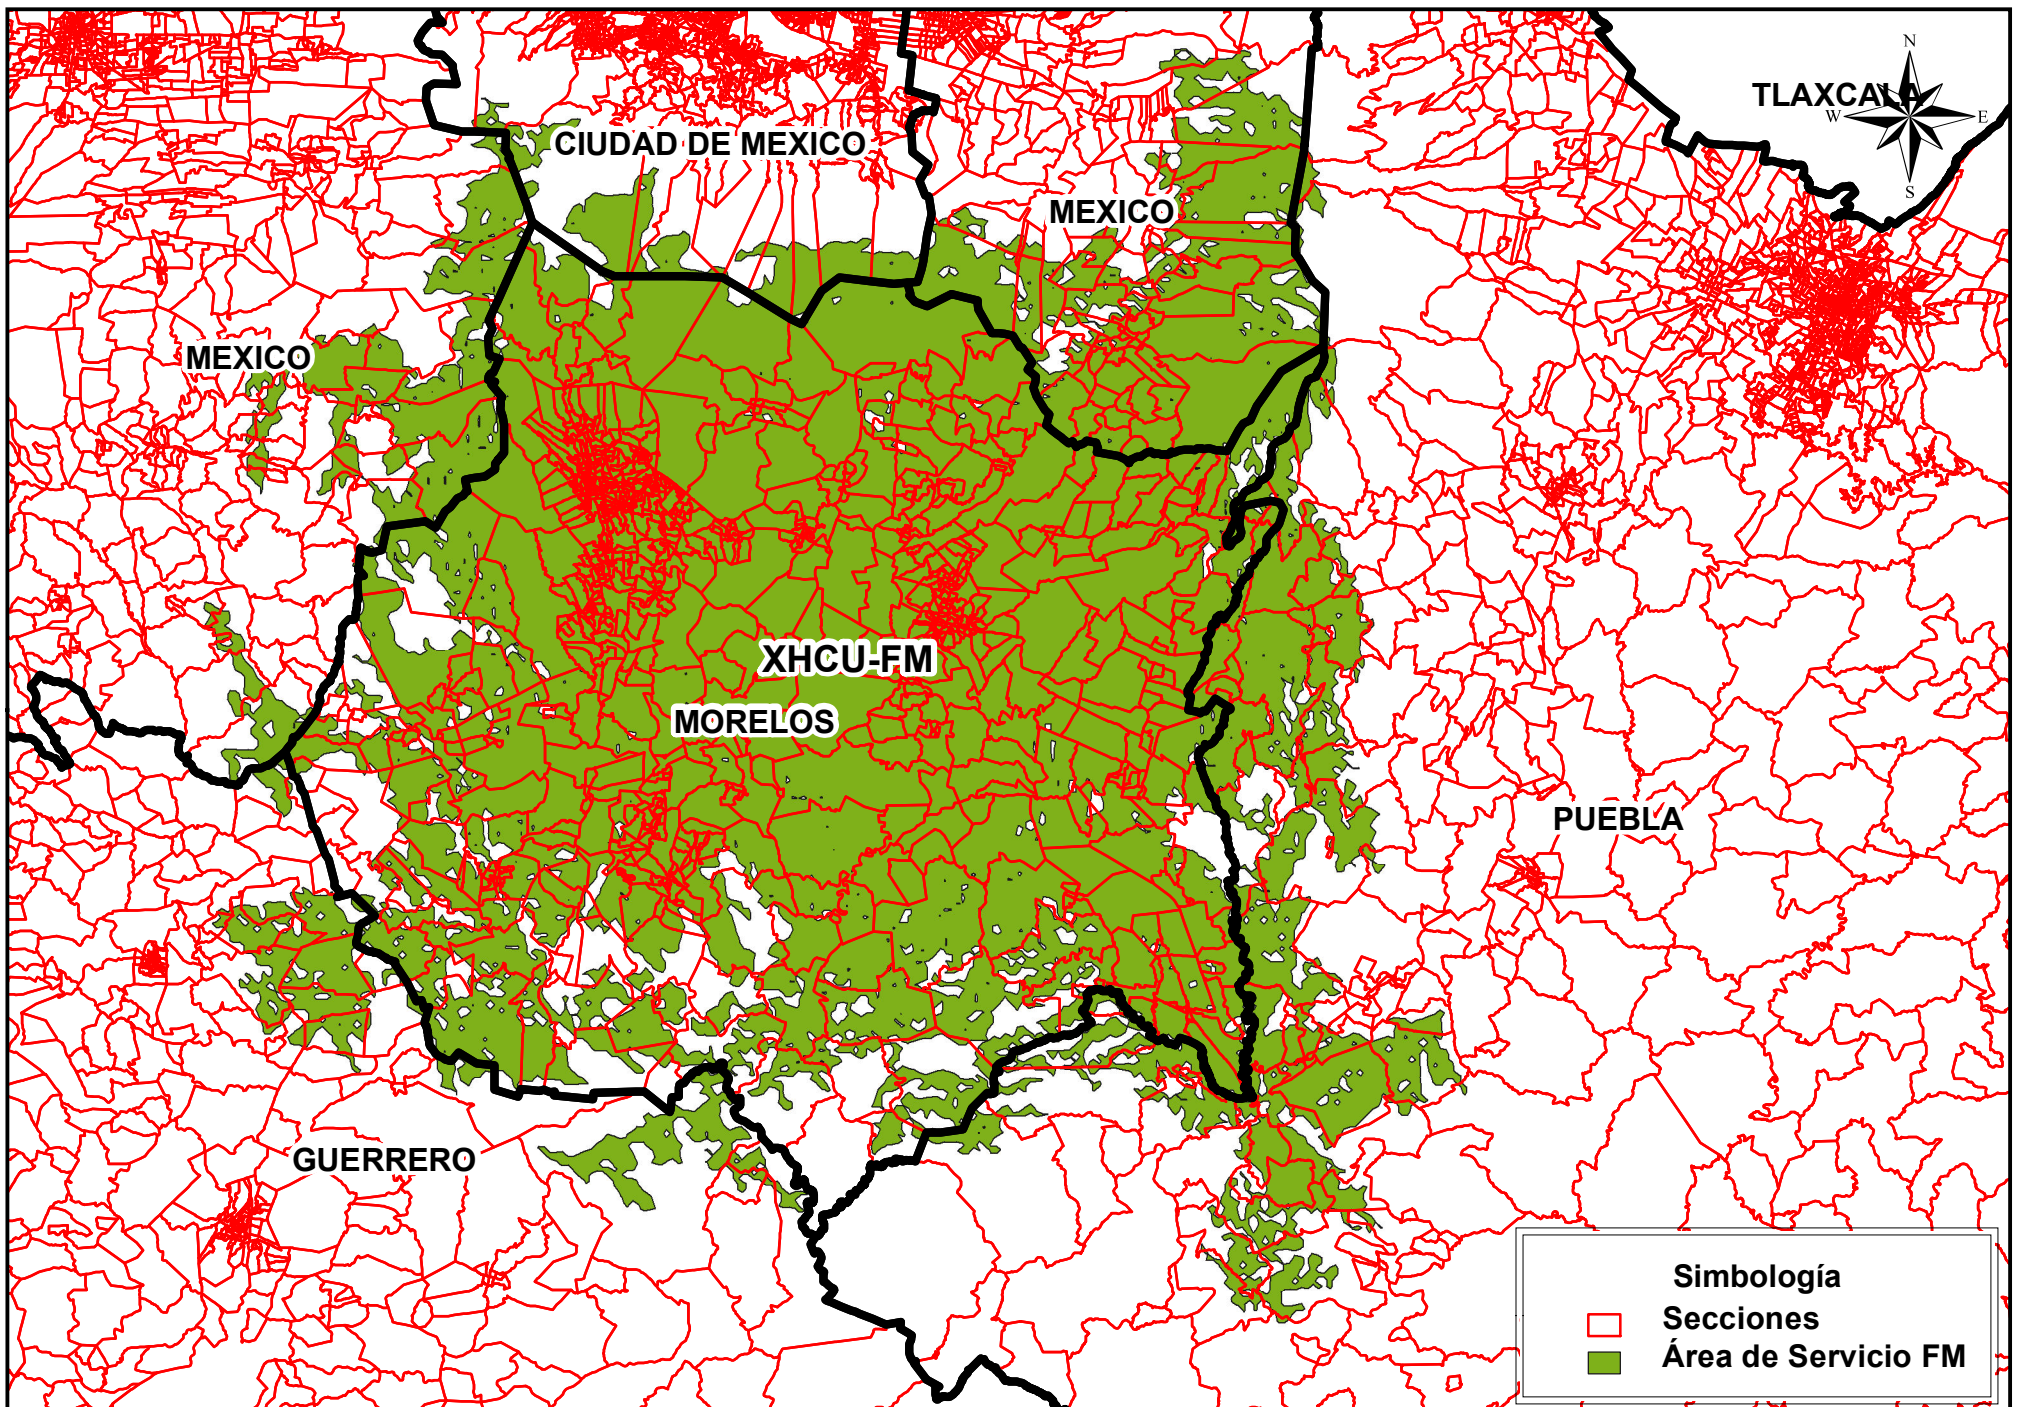 N
TLAXCALA
W
E
S
CIUDAD DE MEXICO
MEXICO
MEXICO
XHCU-FM
MORELOS
PUEBLA
GUERRERO
Simbología
Secciones
Área de Servicio FM